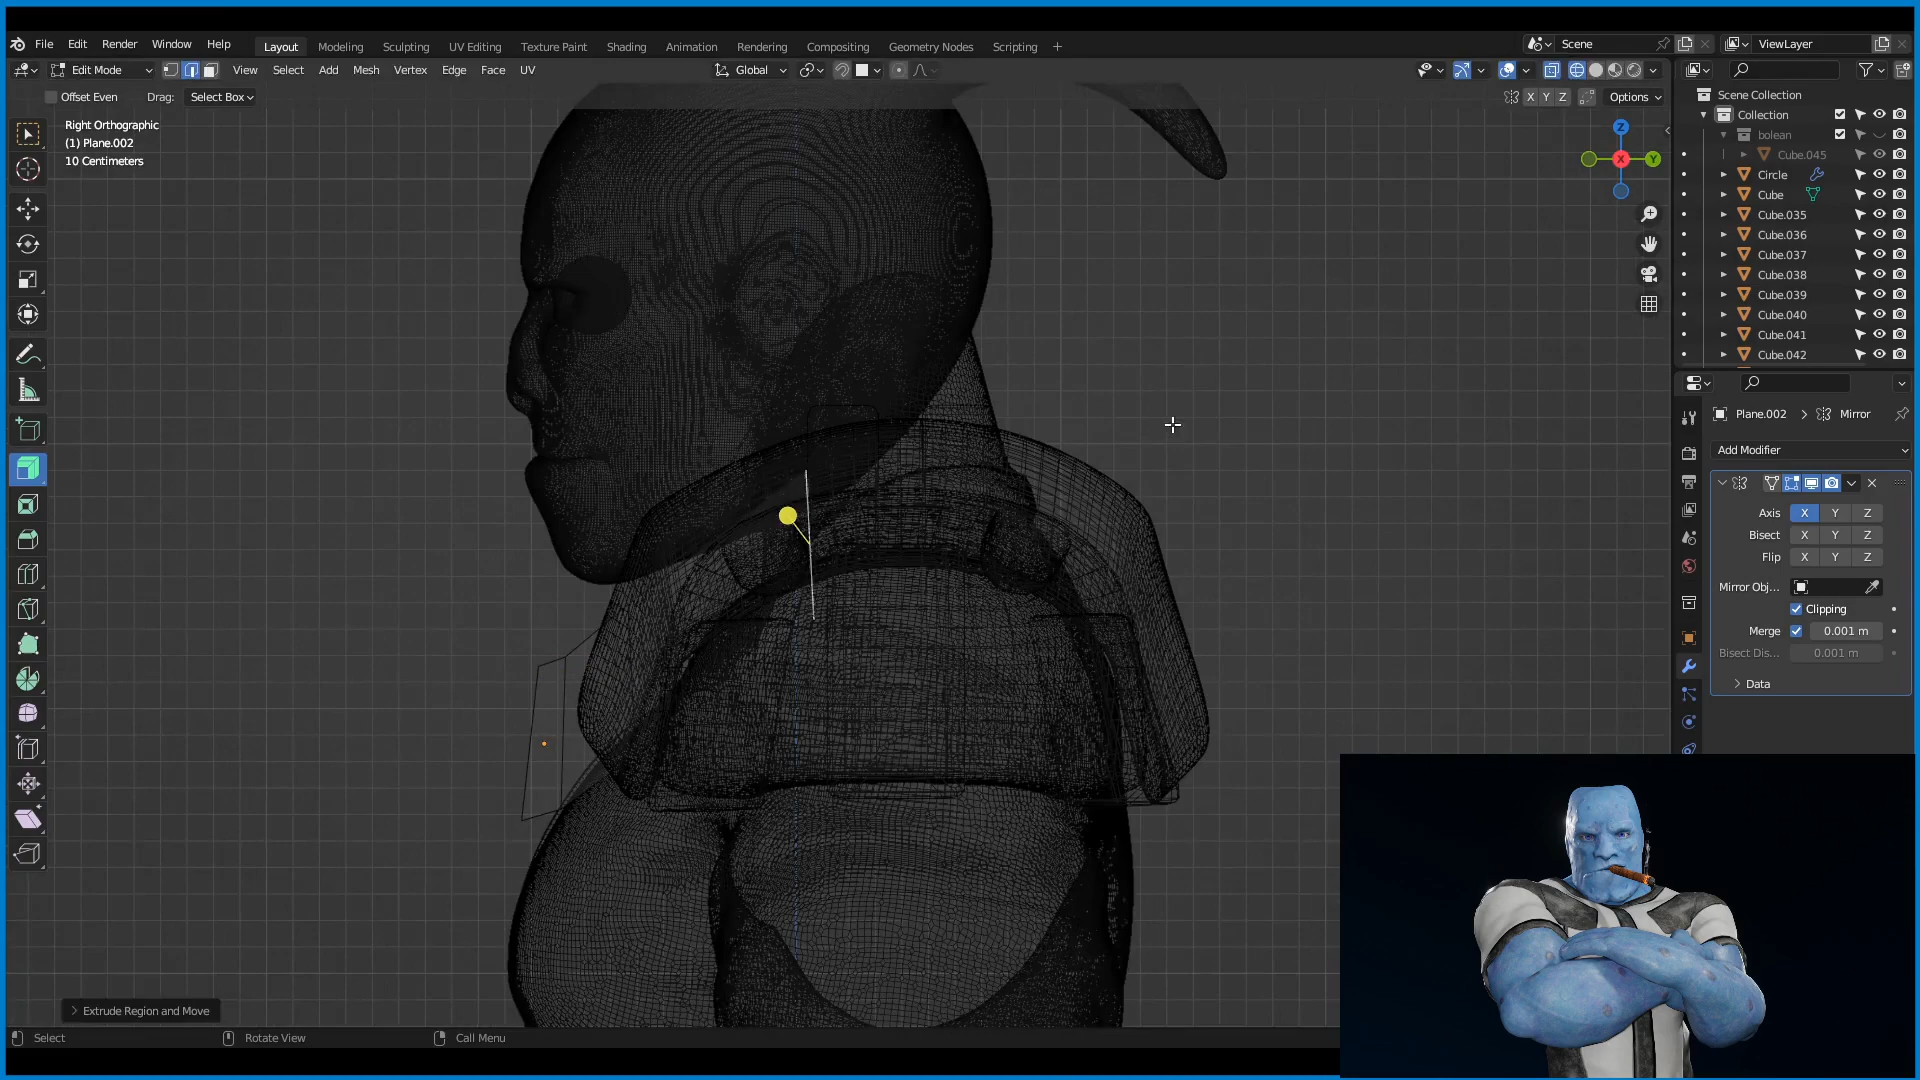 File Edit Render Window Help Layout Modeling Sculpting UV Editing Texture Paint Shading Animation Rendering Compositing Geometry Nodes Scripting + Scene ViewLayer
Edit Mode View Select Add Mesh Vertex Edge Face UV Global
Offset Even Drag: Select Box X Y Z Options
Right Orthographic
(1) Plane.002
10 Centimeters
Z
X
Y
Scene Collection
Collection
bolean
Cube.045
Circle
Cube
Cube.035
Cube.036
Cube.037
Cube.038
Cube.039
Cube.040
Cube.041
Cube.042
Plane.002 > Mirror
Add Modifier
Axis X Y Z
Bisect X Y Z
Flip X Y Z
Mirror Obj...
Clipping
Merge 0.001 m
Bisect Dis... 0.001 m
Data
Extrude Region and Move
Select Rotate View Call Menu